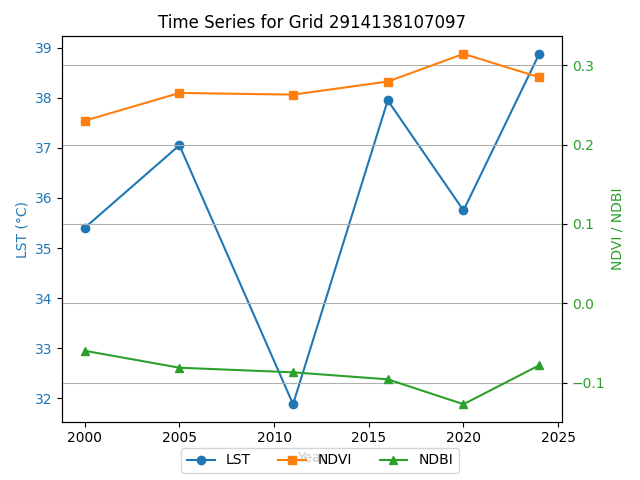 Time Series for Grid 2914138107097
39
38
37
36
35
34
33
32
LST (°C)
0.3
0.2
0.1
0.0
−0.1
NDVI / NDBI
2000 2005 2010 2015 2020 2025
Year
LST NDVI NDBI